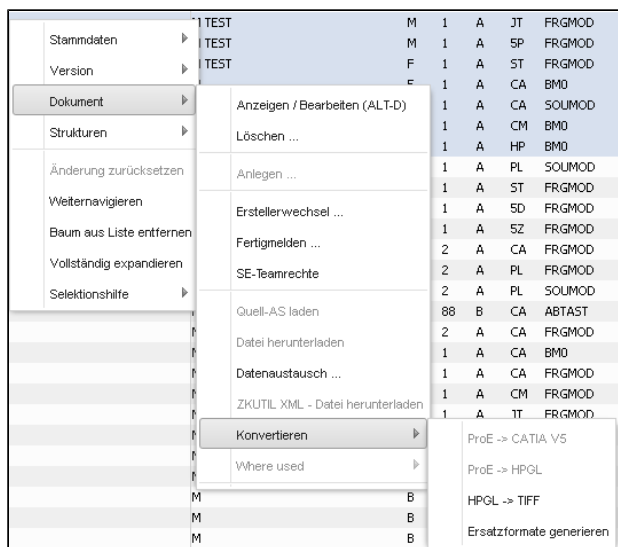 Stammdaten
Version
Dokument
Strukturen
Änderung zurücksetzen
Weiternavigieren
Baum aus Liste entfernen
Vollständig expandieren
Selektionshilfe
Anzeigen / Bearbeiten (ALT-D)
Löschen ...
Anlegen ...
Erstellerwechsel ...
Fertigmelden ...
SE-Teamrechte
Quell-AS laden
Datei herunterladen
Datenaustausch ...
ZKUTIL XML - Datei herunterladen
Konvertieren
Where used
ProE -> CATIA V5
ProE -> HPGL
HPGL -> TIFF
Ersatzformate generieren
TEST M 1 A JT FRGMOD
TEST M 1 A 5P FRGMOD
TEST F 1 A ST FRGMOD
1 A CA BM0
1 A CA SOUMOD
1 A CM BM0
1 A HP BM0
1 A PL SOUMOD
1 A ST FRGMOD
1 A 5D FRGMOD
1 A 5Z FRGMOD
2 A CA FRGMOD
2 A PL FRGMOD
2 A PL SOUMOD
88 B CA ABTAST
2 A CA FRGMOD
1 A CA BM0
1 A CA FRGMOD
1 A CM FRGMOD
1 A JT FRGMOD
M B
M B
M B